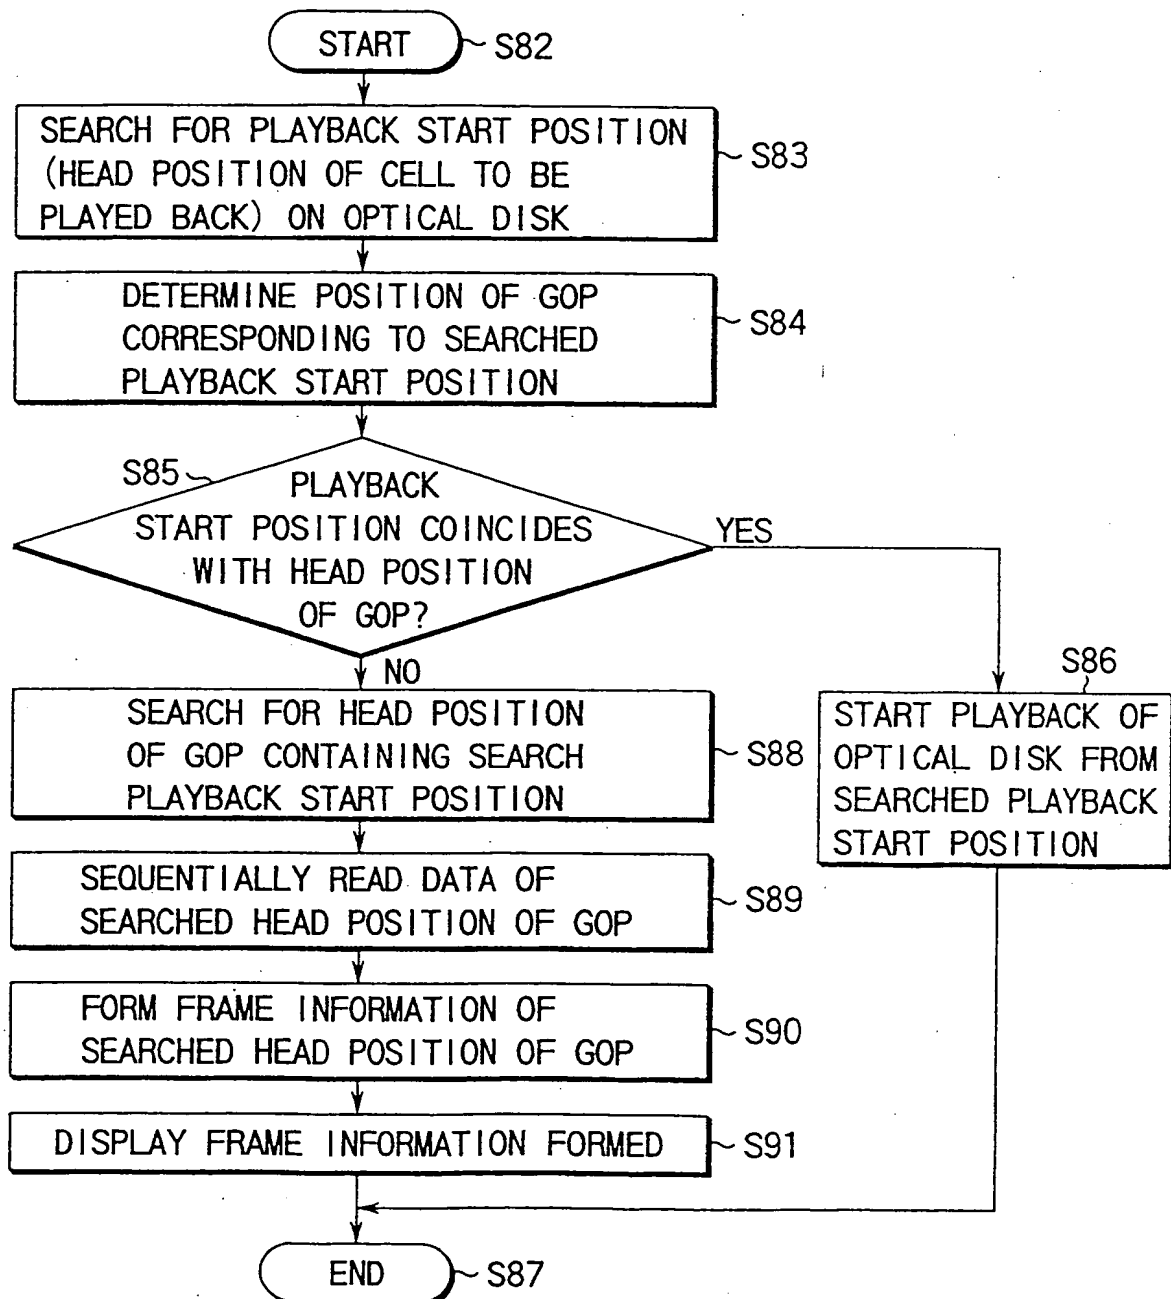 START
S82
SEARCH FOR PLAYBACK START POSITION
(HEAD POSITION OF CELL TO BE
PLAYED BACK) ON OPTICAL DISK
S83
DETERMINE POSITION OF GOP
CORRESPONDING TO SEARCHED
PLAYBACK START POSITION
S84
S85
PLAYBACK
START POSITION COINCIDES
WITH HEAD POSITION
OF GOP?
YES
NO
S86
START PLAYBACK OF
OPTICAL DISK FROM
SEARCHED PLAYBACK
START POSITION
SEARCH FOR HEAD POSITION
OF GOP CONTAINING SEARCH
PLAYBACK START POSITION
S88
SEQUENTIALLY READ DATA OF
SEARCHED HEAD POSITION OF GOP
S89
FORM FRAME INFORMATION OF
SEARCHED HEAD POSITION OF GOP
S90
DISPLAY FRAME INFORMATION FORMED
S91
END
S87